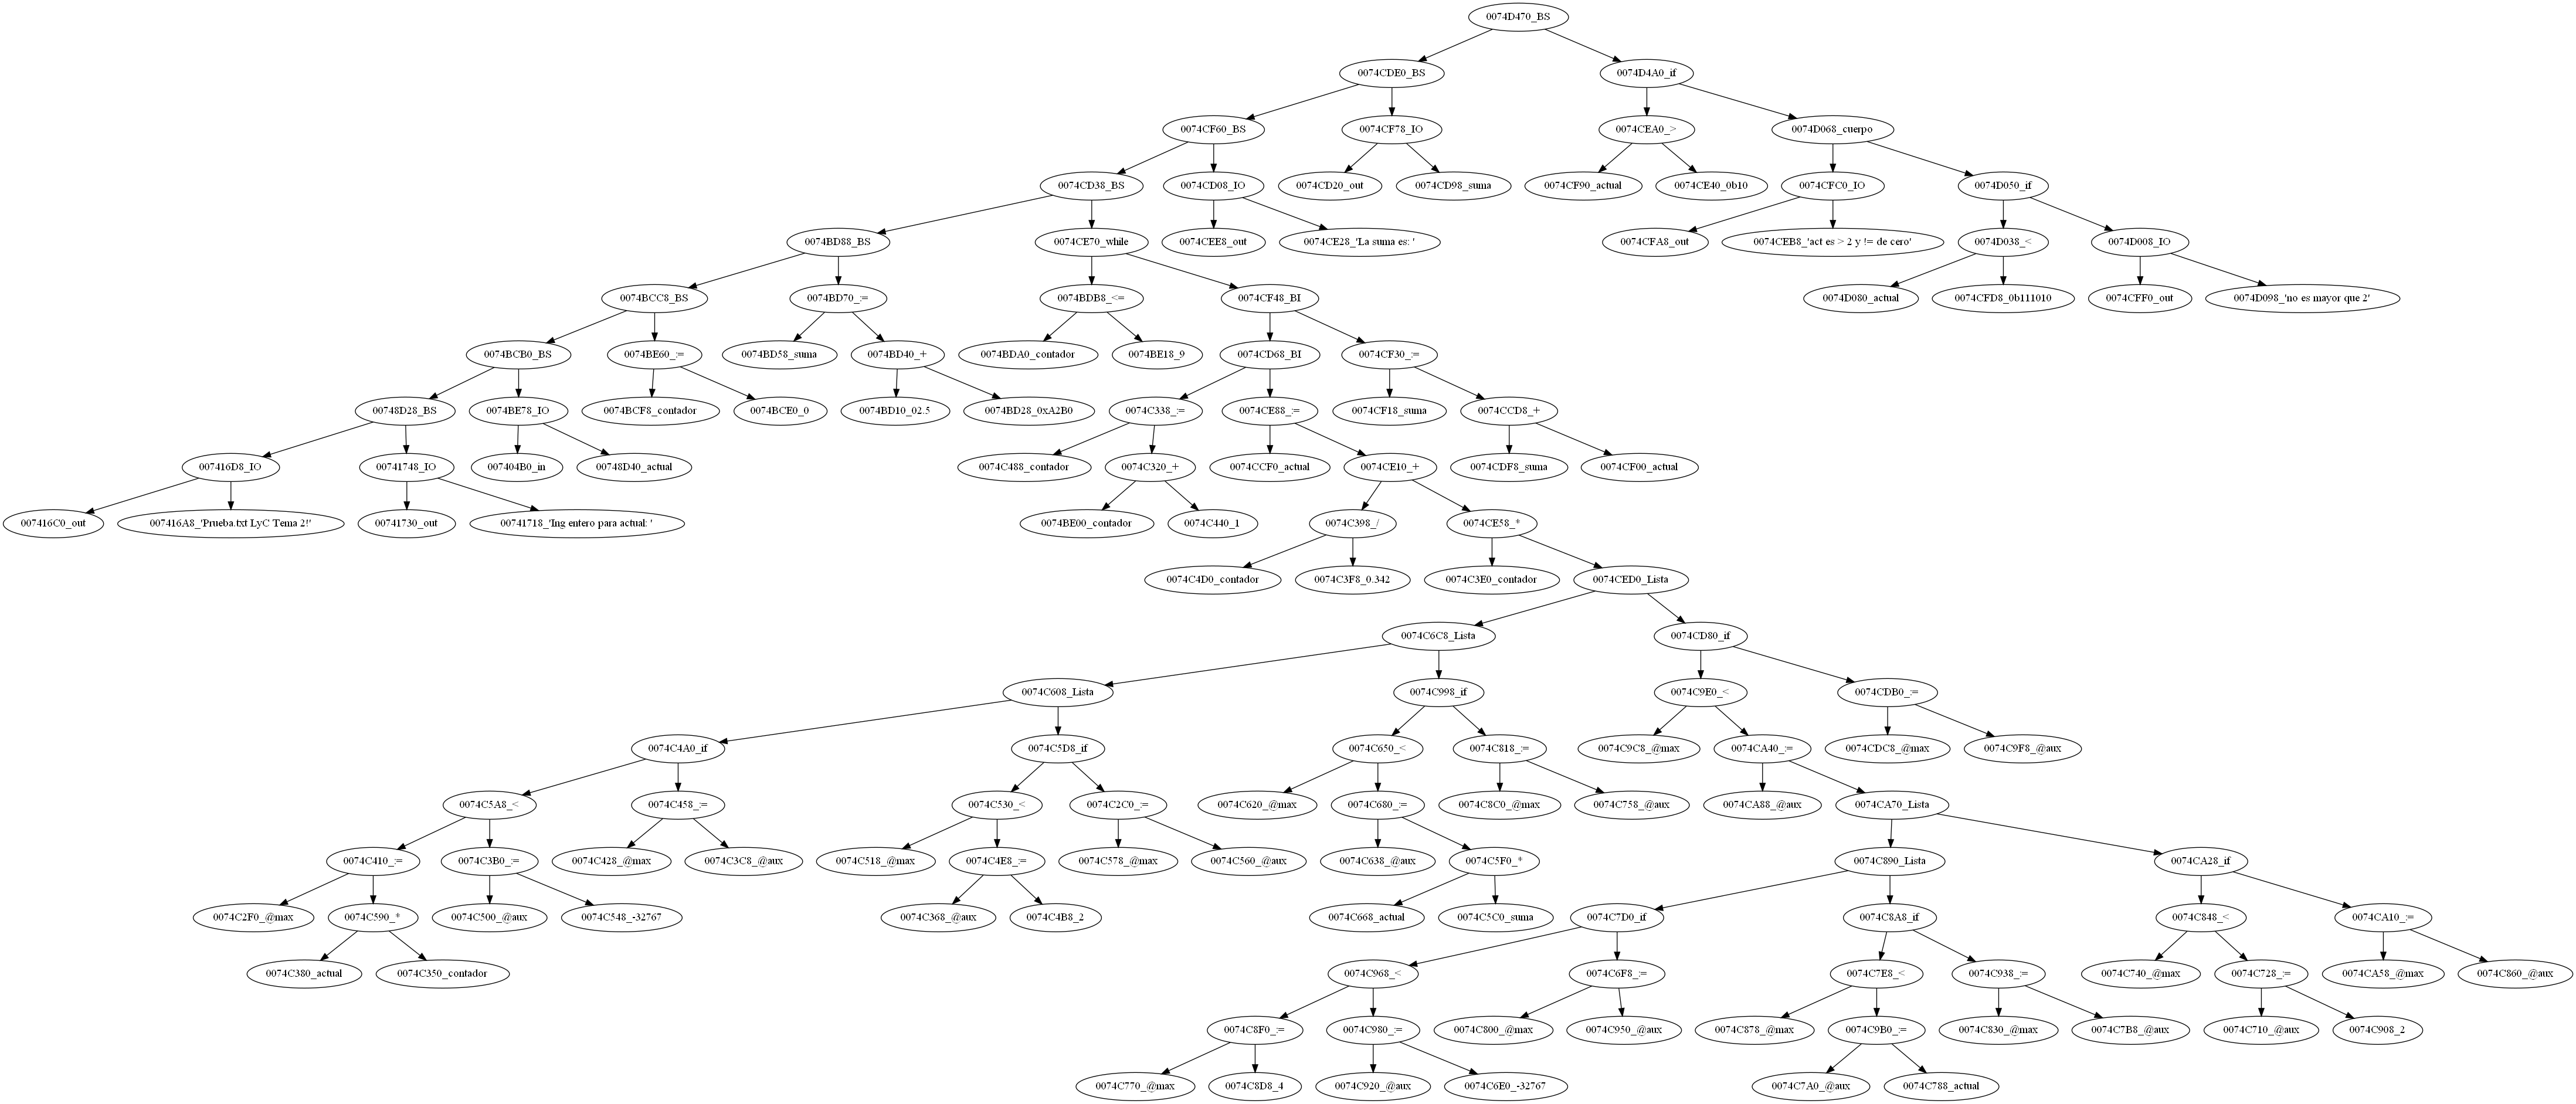 0074D470_BS
0074CDE0_BS
0074D4A0_if
0074CF60_BS
0074CF78_IO
0074CEA0_>
0074D068_cuerpo
0074CD38_BS
0074CD08_IO
0074CD20_out
0074CD98_suma
0074CF90_actual
0074CE40_0b10
0074CFC0_IO
0074D050_if
0074BD88_BS
0074CE70_while
0074CEE8_out
0074CE28_'La suma es: '
0074CFA8_out
0074CEB8_'act es > 2 y != de cero'
0074D038_<
0074D008_IO
0074BCC8_BS
0074BD70_:=
0074BDB8_<=
0074CF48_BI
0074D080_actual
0074CFD8_0b111010
0074CFF0_out
0074D098_'no es mayor que 2'
0074BCB0_BS
0074BE60_:=
0074BD58_suma
0074BD40_+
0074BDA0_contador
0074BE18_9
0074CD68_BI
0074CF30_:=
00748D28_BS
0074BE78_IO
0074BCF8_contador
0074BCE0_0
0074BD10_02.5
0074BD28_0xA2B0
0074C338_:=
0074CE88_:=
0074CF18_suma
0074CCD8_+
007416D8_IO
00741748_IO
007404B0_in
00748D40_actual
0074C488_contador
0074C320_+
0074CCF0_actual
0074CE10_+
0074CDF8_suma
0074CF00_actual
007416C0_out
007416A8_'Prueba.txt LyC Tema 2!'
00741730_out
00741718_'Ing entero para actual: '
0074BE00_contador
0074C440_1
0074C398_/
0074CE58_*
0074C4D0_contador
0074C3F8_0.342
0074C3E0_contador
0074CED0_Lista
0074C6C8_Lista
0074CD80_if
0074C608_Lista
0074C998_if
0074C9E0_<
0074CDB0_:=
0074C4A0_if
0074C5D8_if
0074C650_<
0074C818_:=
0074C9C8_@max
0074CA40_:=
0074CDC8_@max
0074C9F8_@aux
0074C5A8_<
0074C458_:=
0074C530_<
0074C2C0_:=
0074C620_@max
0074C680_:=
0074C8C0_@max
0074C758_@aux
0074CA88_@aux
0074CA70_Lista
0074C410_:=
0074C3B0_:=
0074C428_@max
0074C3C8_@aux
0074C518_@max
0074C4E8_:=
0074C578_@max
0074C560_@aux
0074C638_@aux
0074C5F0_*
0074C890_Lista
0074CA28_if
0074C2F0_@max
0074C590_*
0074C500_@aux
0074C548_-32767
0074C368_@aux
0074C4B8_2
0074C668_actual
0074C5C0_suma
0074C7D0_if
0074C8A8_if
0074C848_<
0074CA10_:=
0074C380_actual
0074C350_contador
0074C968_<
0074C6F8_:=
0074C7E8_<
0074C938_:=
0074C740_@max
0074C728_:=
0074CA58_@max
0074C860_@aux
0074C8F0_:=
0074C980_:=
0074C800_@max
0074C950_@aux
0074C878_@max
0074C9B0_:=
0074C830_@max
0074C7B8_@aux
0074C710_@aux
0074C908_2
0074C770_@max
0074C8D8_4
0074C920_@aux
0074C6E0_-32767
0074C7A0_@aux
0074C788_actual